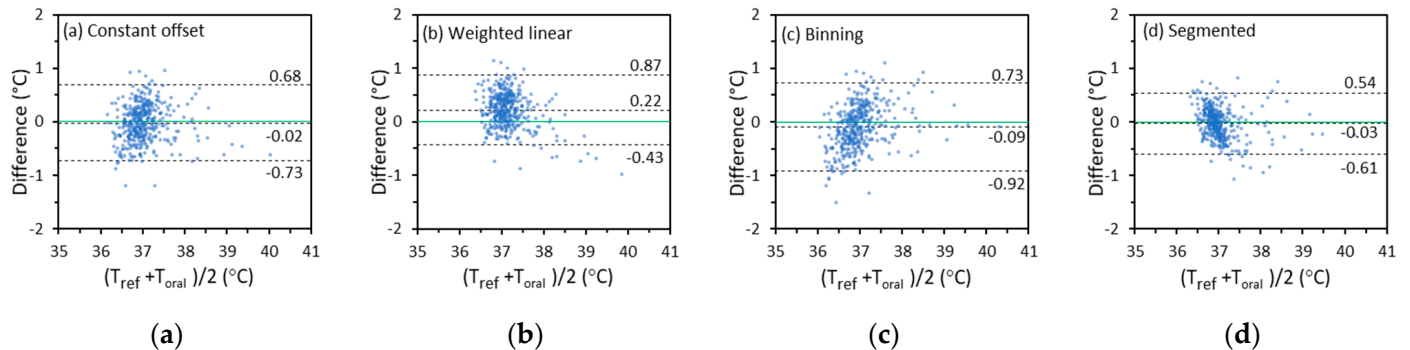 (a) Constant offset
2
1
0
-1
-2
Difference (°C)
0.68
-0.02
-0.73
35 36 37 38 39 40 41
(Tref +Toral )/2 (°C)
(a)
(b) Weighted linear
2
1
0
-1
-2
Difference (°C)
0.87
0.22
-0.43
35 36 37 38 39 40 41
(Tref +Toral )/2 (°C)
(b)
(c) Binning
2
1
0
-1
-2
Difference (°C)
0.73
-0.09
-0.92
35 36 37 38 39 40 41
(Tref +Toral )/2 (°C)
(c)
(d) Segmented
2
1
0
-1
-2
Difference (°C)
0.54
-0.03
-0.61
35 36 37 38 39 40 41
(Tref +Toral )/2 (°C)
(d)